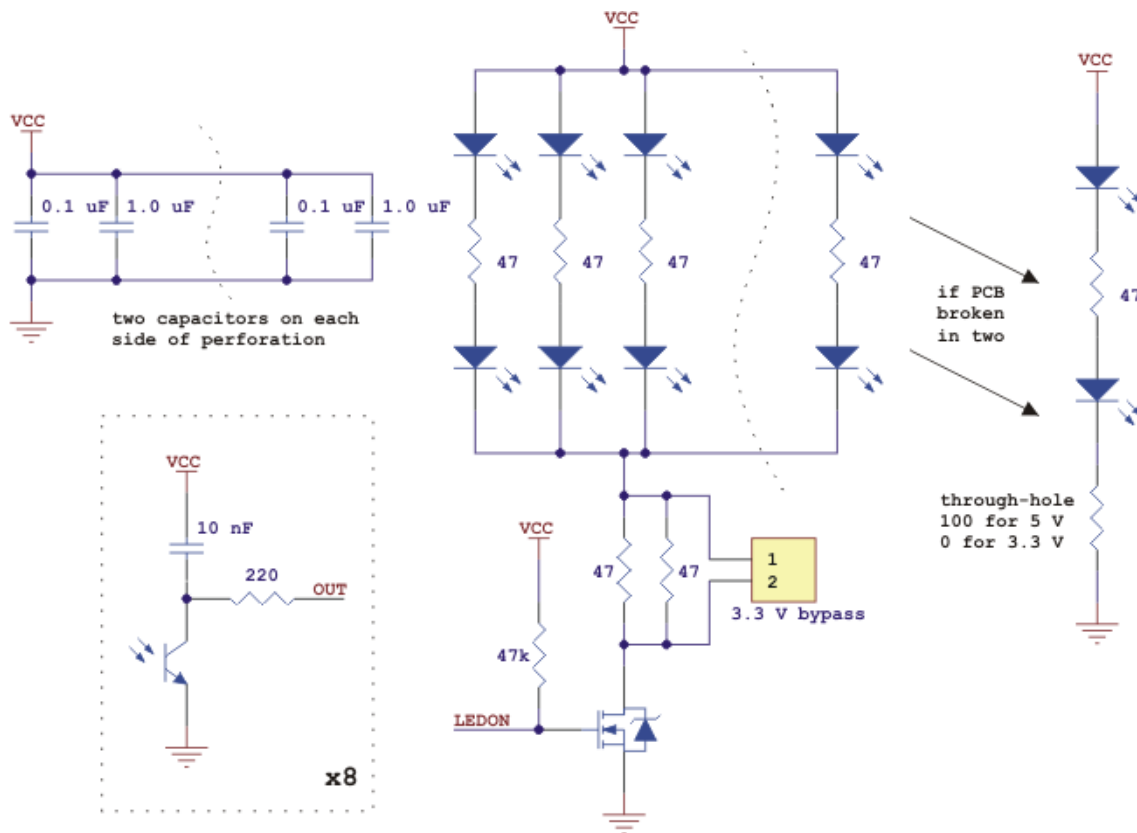 VCC
VCC
VCC
0.1 uF
1.0 uF
0.1 uF
1.0 uF
47
47
47
47
47
if PCB
broken
in two
two capacitors on each
side of perforation
VCC
10 nF
220
OUT
x8
VCC
47
47
1
2
3.3 V bypass
47k
LEDON
through-hole
100 for 5 V
0 for 3.3 V